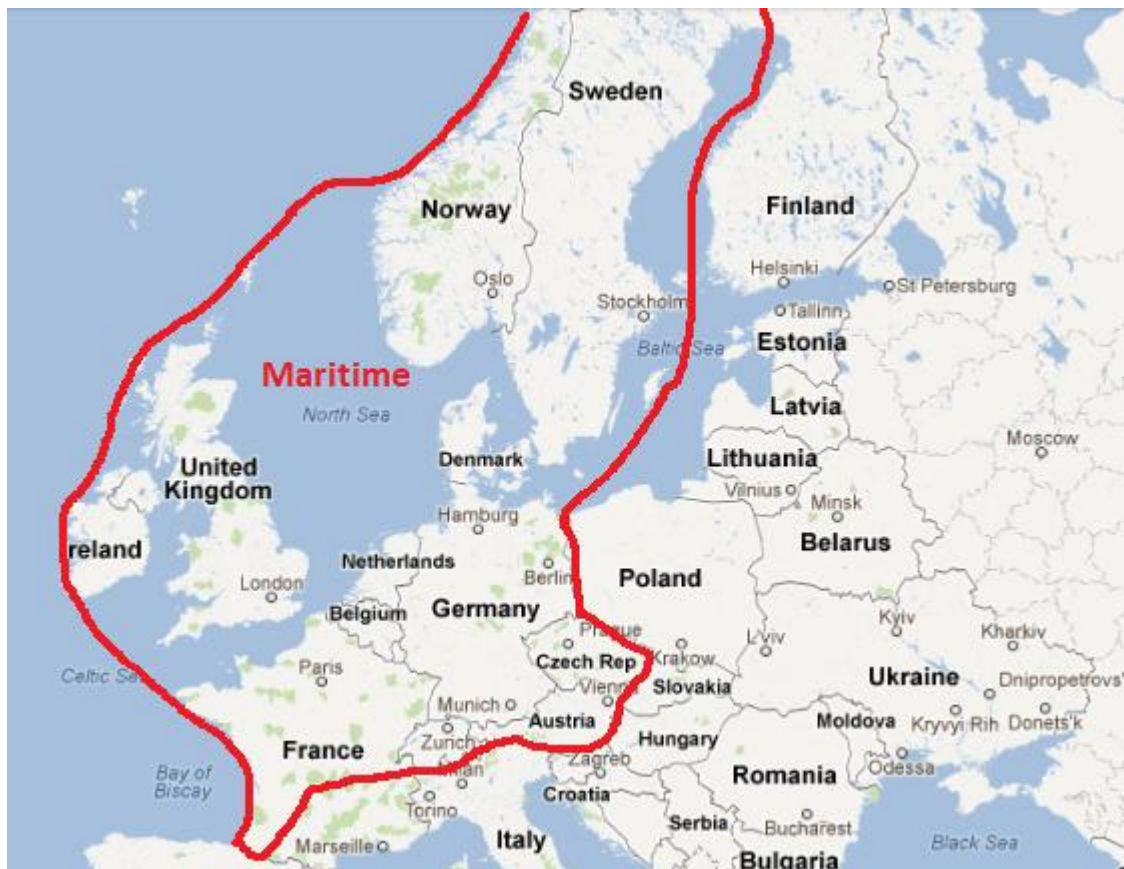 Sweden
Norway
Finland
Oslo
Helsinki
St Petersburg
Stockholm
Tallinn
Baltic Sea
Estonia
Maritime
North Sea
Latvia
Moscow
Denmark
Lithuania
United
Kingdom
Vilnius
Minsk
Hamburg
Belarus
reland
Netherlands
Berlin
Poland
London
Germany
Belgium
Kyiv
Kharkiv
Prague
L'viv
Krakow
Czech Rep
Paris
Celtic Sea
Ukraine
Dnipropetrovs'
Slovakia
Vienna
Munich
Austria
Moldova
Kryvyi Rih
Donets'k
Zurich
Hungary
France
Odessa
Zagreb
Bay of
Biscay
Milan
Romania
Torino
Croatia
Serbia
Bucharest
Italy
Marseille
Black Sea
Bulgaria